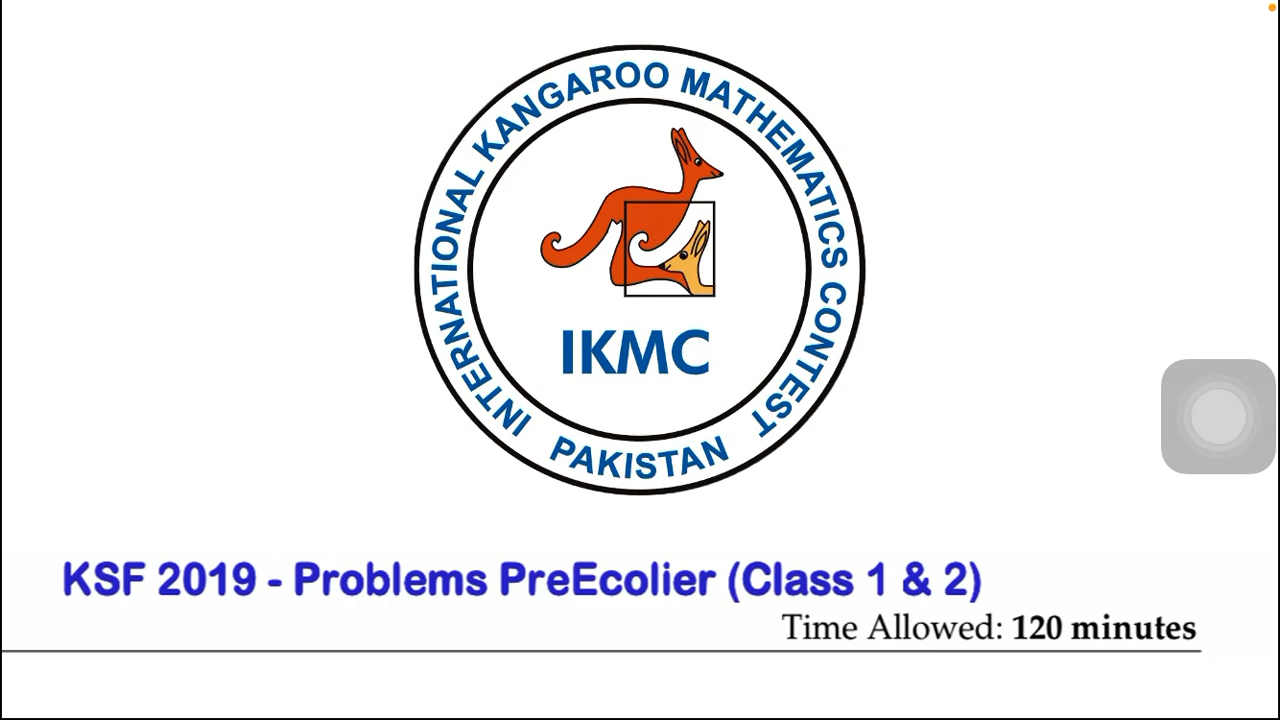 INTERNATIONAL KANGAROO MATHEMATICS CONTEST
PAKISTAN
IKMC
KSF 2019 - Problems PreEcolier (Class 1 & 2)
Time Allowed: 120 minutes